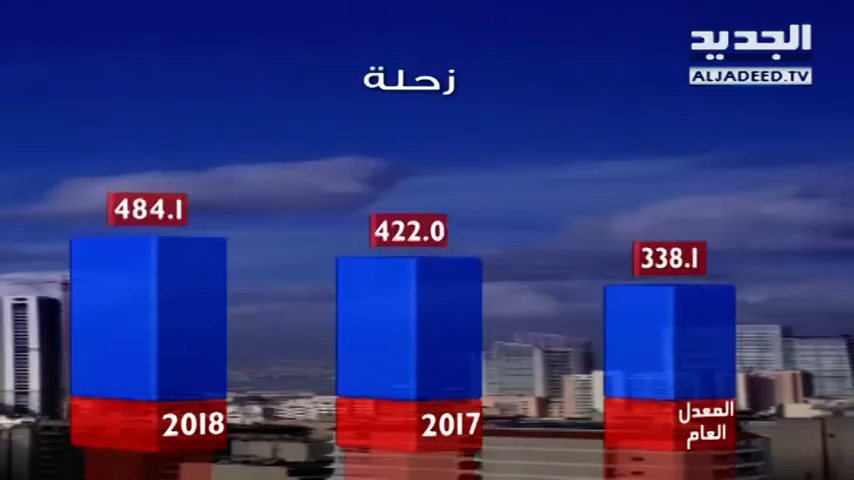 الجديد
ALJADEED.TV
زحلة
484.1
422.0
338.1
2018
2017
المعدل
العام